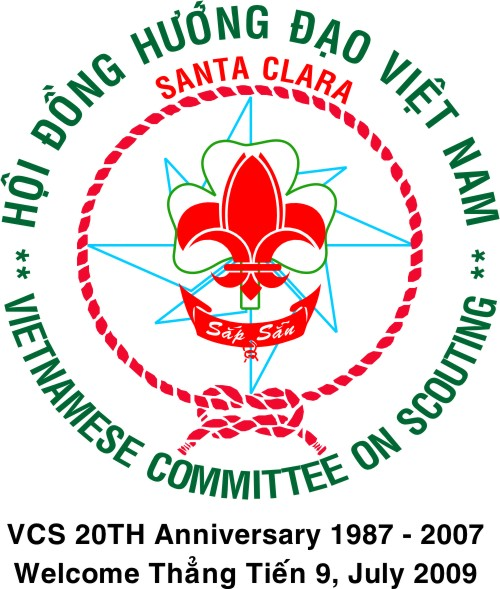 HỘI ĐỒNG HƯỚNG ĐẠO VIỆT NAM
SANTA CLARA
Sắp Sẵn
** VIETNAMESE COMMITTEE ON SCOUTING **
VCS 20TH Anniversary 1987 - 2007
Welcome Thẳng Tiến 9, July 2009